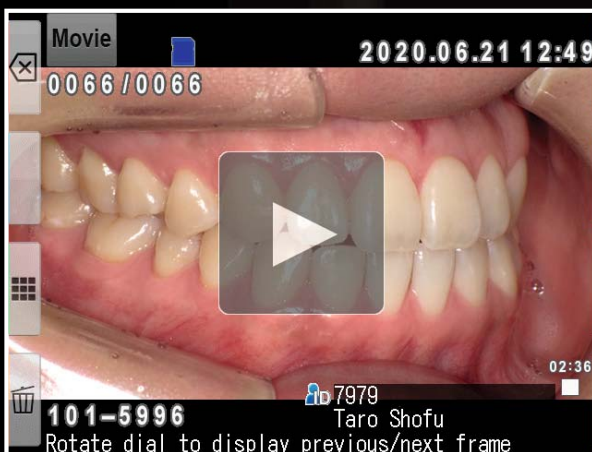 Movie
2020.06.21 12:49
0066/0066
02:36
ID 7979
101-5996
Taro Shofu
Rotate dial to display previous/next frame